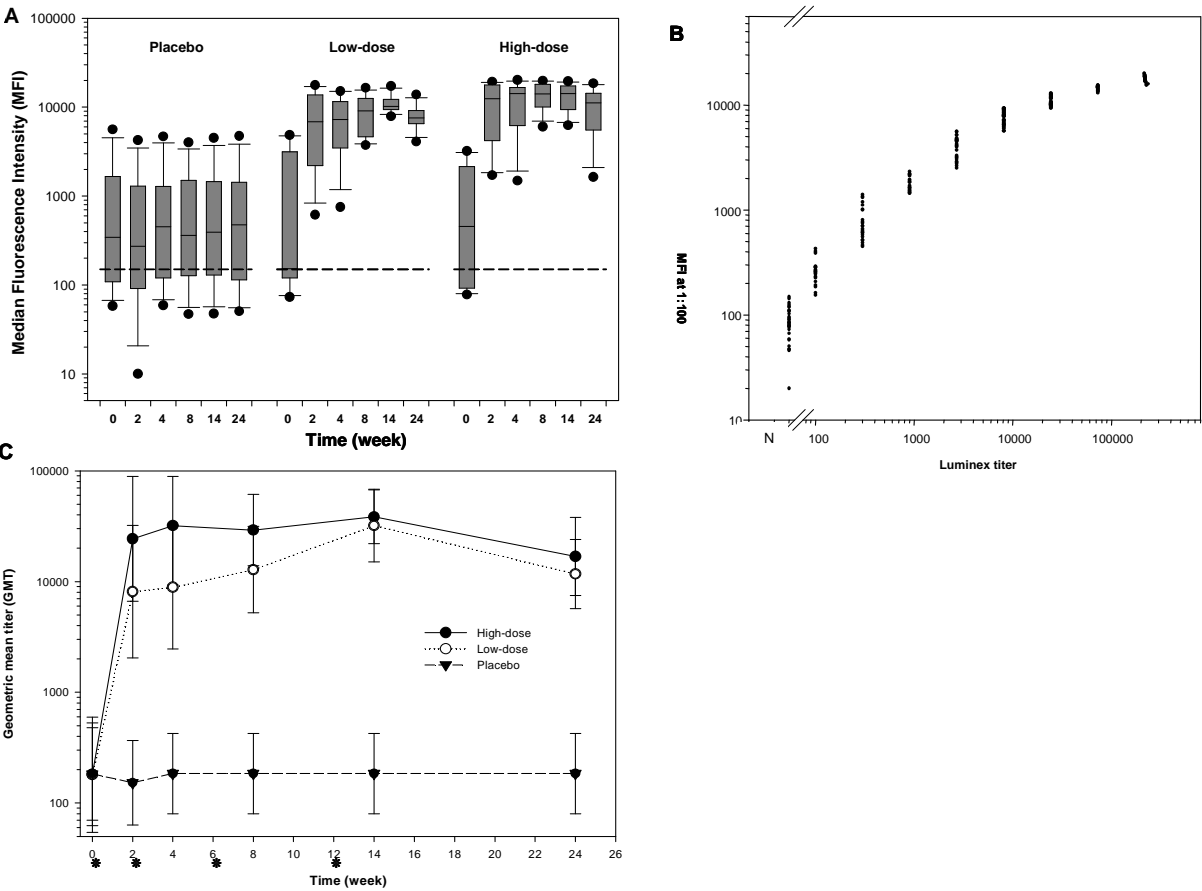 A
Placebo Low-dose High-dose
Median Fluorescence Intensity (MFI)
100000
10000
1000
100
10
0 2 4 8 14 24 0 2 4 8 14 24 0 2 4 8 14 24
Time (week)
B
MFI at 1:100
10000
1000
100
10
N 100 1000 10000 100000
Luminex titer
C
Geometric mean titer (GMT)
100000
10000
1000
100
High-dose
Low-dose
Placebo
0 2 4 6 8 10 12 14 16 18 20 22 24 26
* * * *
Time (week)